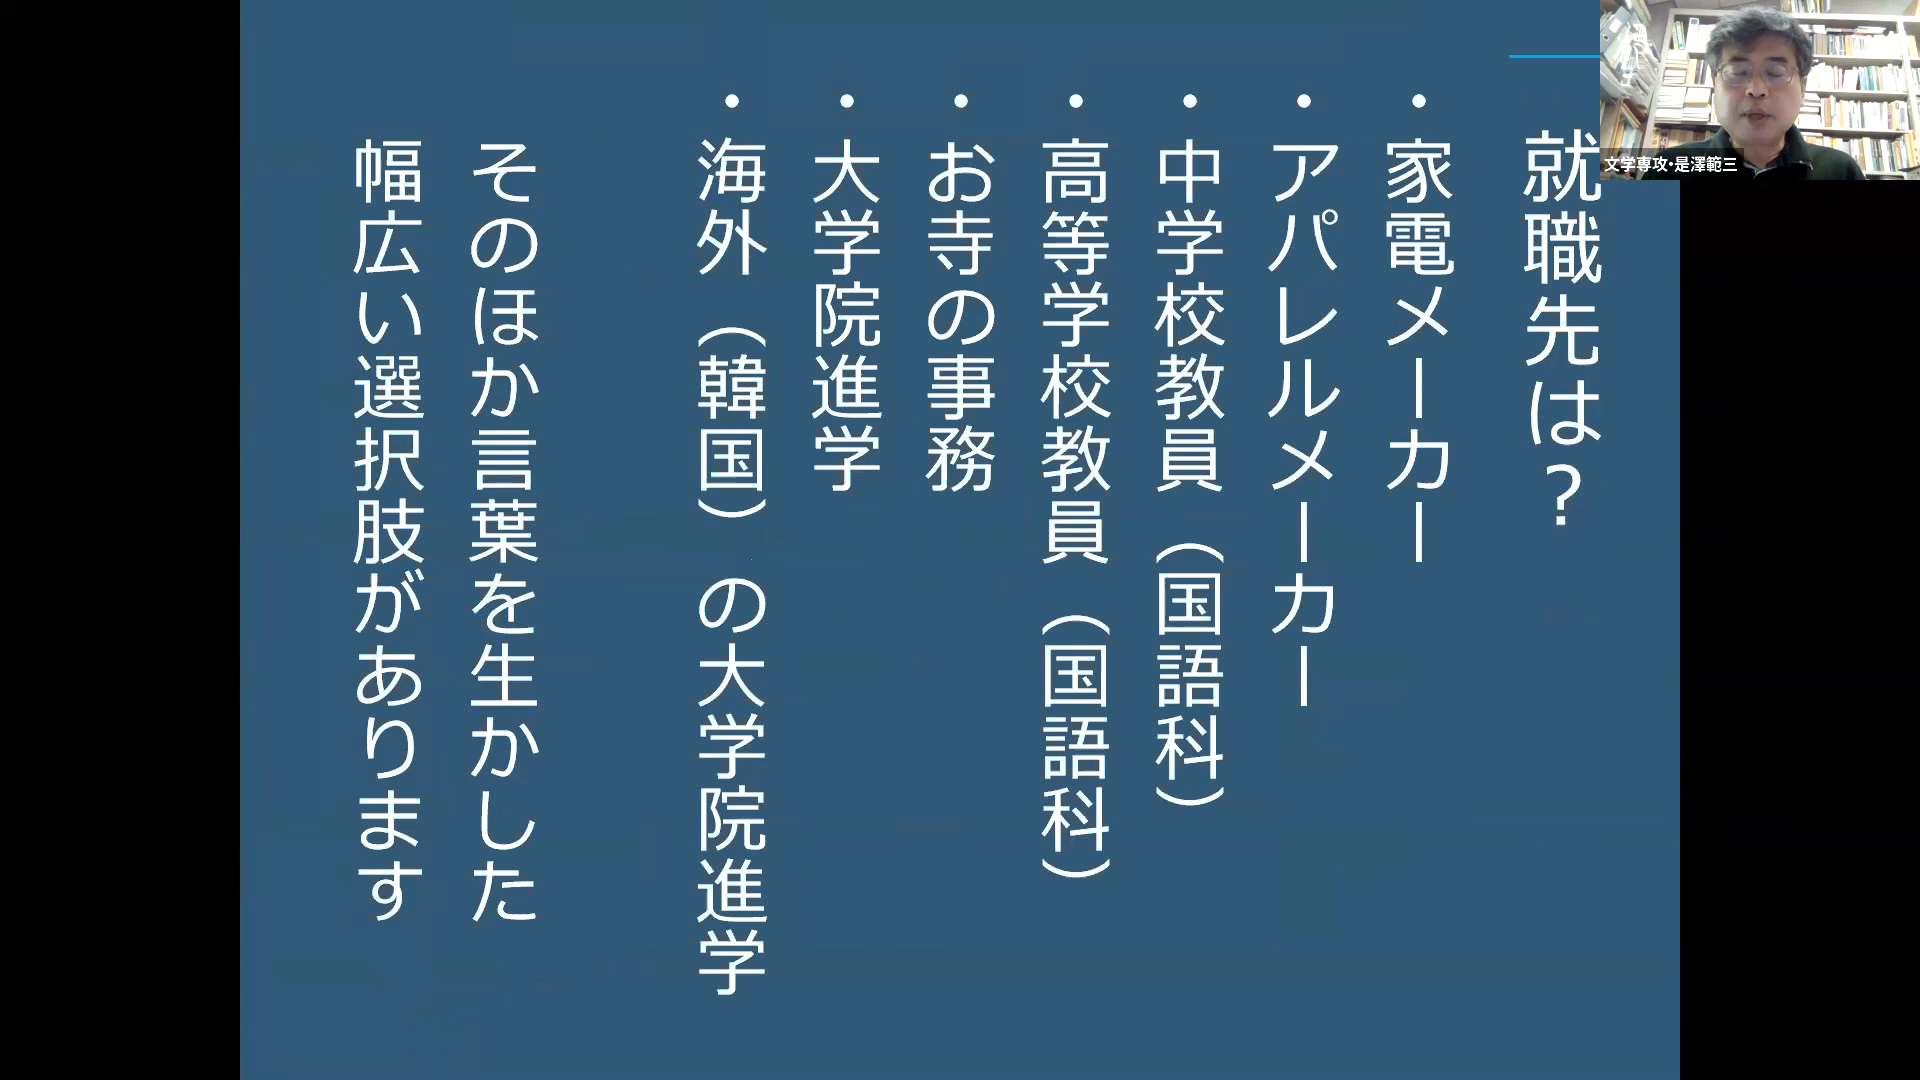 就職先は？
・家電メーカー
・アパレルメーカー
・中学校教員（国語科）
・高等学校教員（国語科）
・お寺の事務
・大学院進学
・海外（韓国）の大学院進学
そのほか言葉を生かした
幅広い選択肢があります
文学専攻・是澤範三